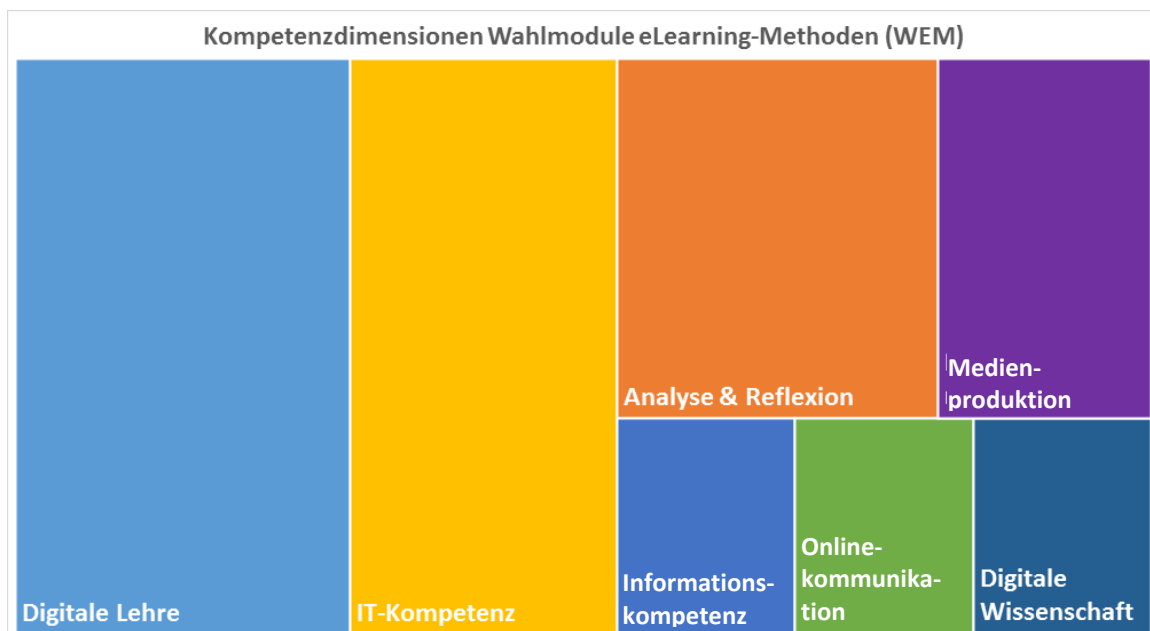 Kompetenzdimensionen Wahlmodule eLearning-Methoden (WEM)
Digitale Lehre
IT-Kompetenz
Analyse & Reflexion
Medien-
produktion
Informations-
kompetenz
Online-
kommunika-
tion
Digitale
Wissenschaft